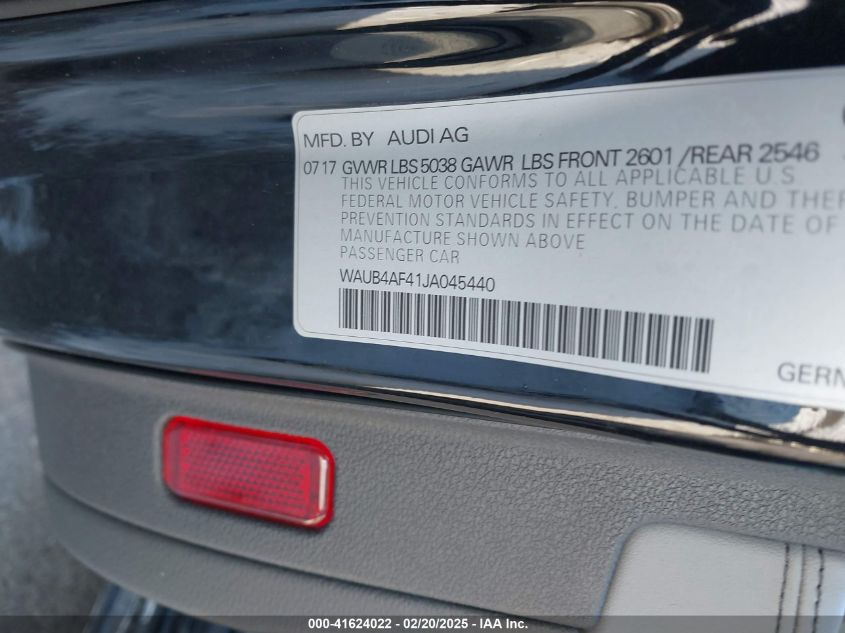 MFD. BY AUDI AG
07 17 GVWR LBS 5038 GAWR LBS FRONT 2601 / REAR 2546
THIS VEHICLE CONFORMS TO ALL APPLICABLE U.S
FEDERAL MOTOR VEHICLE SAFETY, BUMPER AND THEF
PREVENTION STANDARDS IN EFFECT ON THE DATE OF
MANUFACTURE SHOWN ABOVE
PASSENGER CAR
WAUB4AF41JA045440
GERM
000-41624022 - 02/20/2025 - IAAI.com